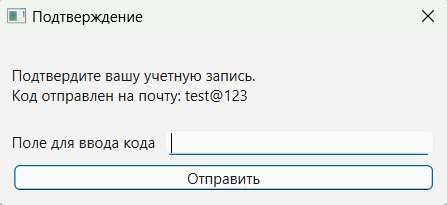 Подтверждение
Подтвердите вашу учетную запись.
Код отправлен на почту: test@123
Поле для ввода кода
Отправить